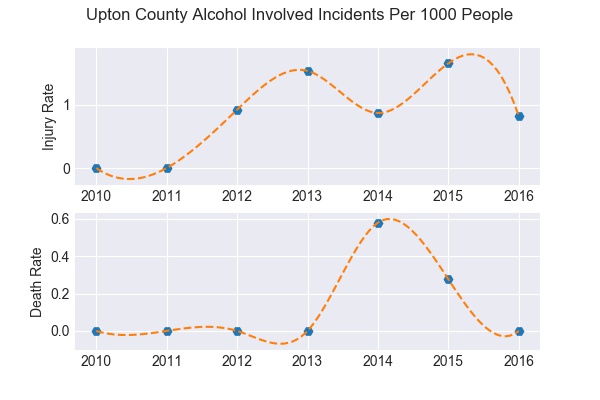 Upton County Alcohol Involved Incidents Per 1000 People
Injury Rate
1
0
2010 2011 2012 2013 2014 2015 2016
Death Rate
0.6
0.4
0.2
0.0
2010 2011 2012 2013 2014 2015 2016